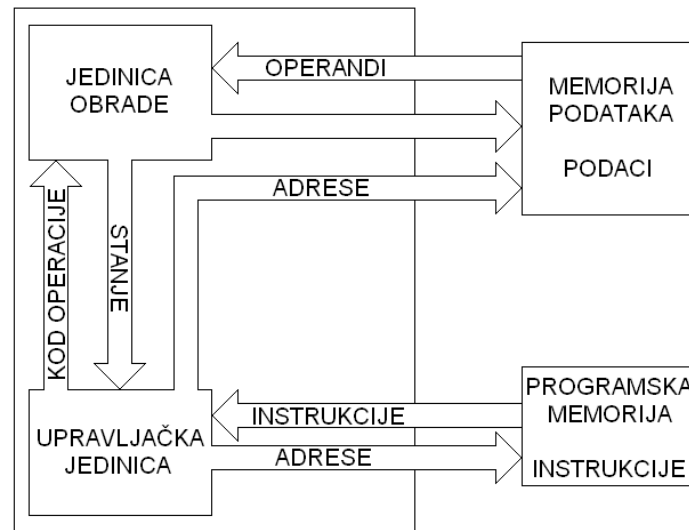 JEDINICA
OBRADE
OPERANDI
MEMORIJA
PODATAKA
PODACI
ADRESE
KOD OPERACIJE
STANJE
UPRAVLJAČKA
JEDINICA
INSTRUKCIJE
ADRESE
PROGRAMSKA
MEMORIJA
INSTRUKCIJE